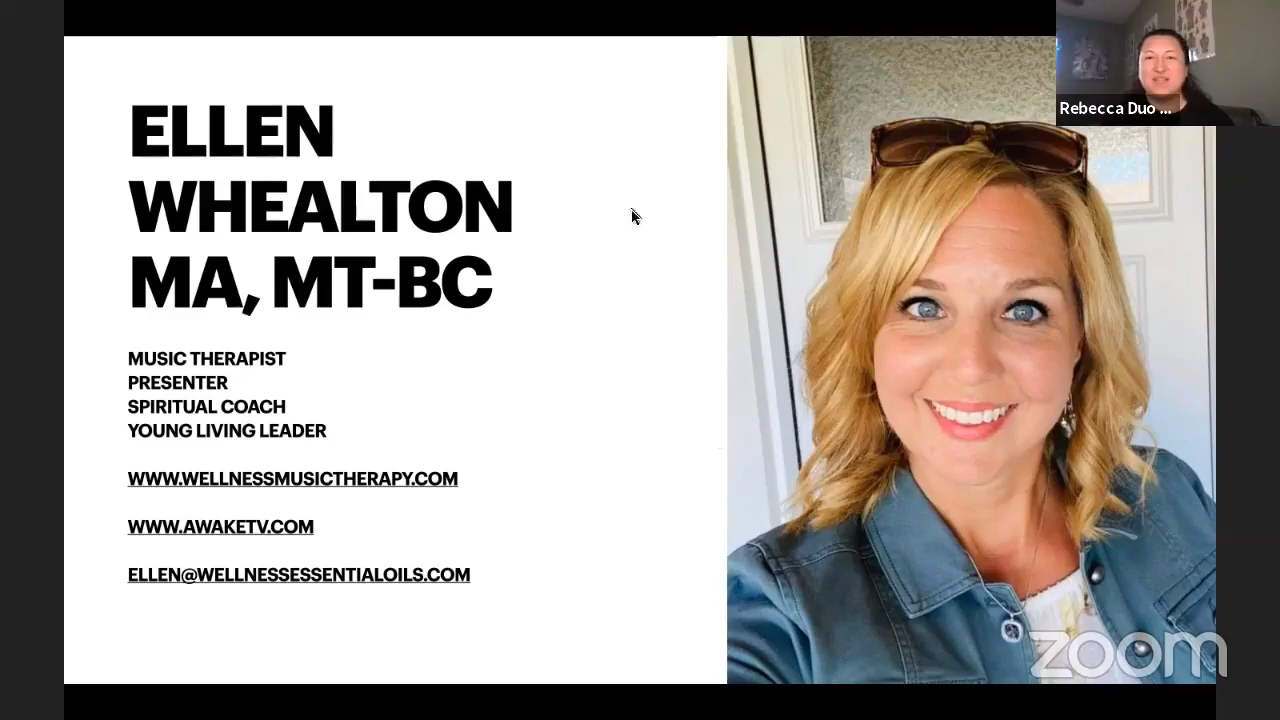 ELLEN
WHEALTON
MA, MT-BC
MUSIC THERAPIST
PRESENTER
SPIRITUAL COACH
YOUNG LIVING LEADER
WWW.WELLNESSMUSICTHERAPY.COM
WWW.AWAKETV.COM
ELLEN@WELLNESSESSENTIALOILS.COM
Rebecca Duo ...
zoom